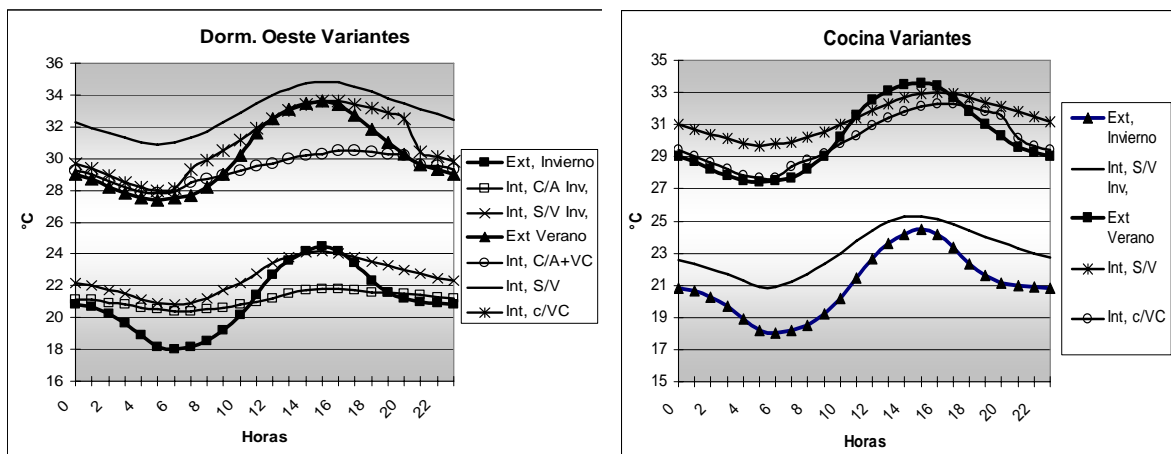 Dorm. Oeste Variantes
°C
36
34
32
30
28
26
24
22
20
18
16
0
2
4
6
8
10
12
14
16
18
20
22
Horas
Ext, Invierno
Int, C/A Inv,
Int, S/V Inv,
Ext Verano
Int, C/A+VC
Int, S/V
Int, c/VC
Cocina Variantes
°C
35
33
31
29
27
25
23
21
19
17
15
0
2
4
6
8
10
12
14
16
18
20
22
Horas
Ext,
Invierno
Int, S/V
Inv,
Ext
Verano
Int, S/V
Int, c/VC